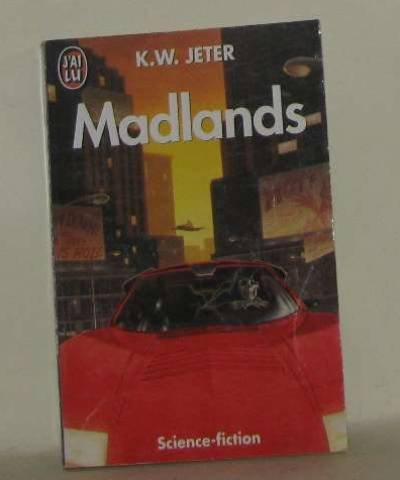 J'AI
LU
K.W. JETER
Madlands
Science-fiction